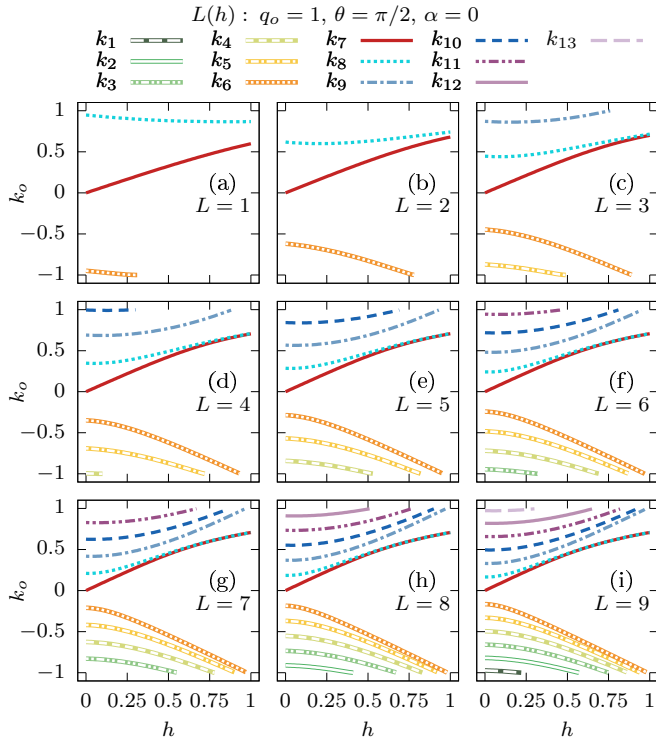 L(h) : q_o = 1, θ = π/2, α = 0
k_1 k_4 k_7 k_10 k_13
k_2 k_5 k_8 k_11
k_3 k_6 k_9 k_12
1 0.5 0 −0.5 −1
k_o
(a) L = 1
(b) L = 2
(c) L = 3
1 0.5 0 −0.5 −1
k_o
(d) L = 4
(e) L = 5
(f) L = 6
1 0.5 0 −0.5 −1
k_o
(g) L = 7
(h) L = 8
(i) L = 9
0 0.25 0.5 0.75 1 0 0.25 0.5 0.75 1 0 0.25 0.5 0.75 1
h h h